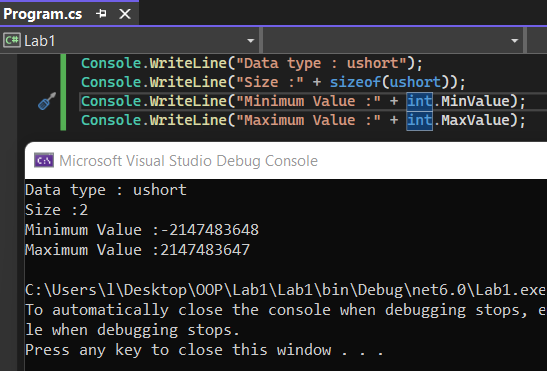 Program.cs
C# Lab1
Console.WriteLine("Data type : ushort");
Console.WriteLine("Size :" + sizeof(ushort));
Console.WriteLine("Minimum Value :" + int.MinValue);
Console.WriteLine("Maximum Value :" + int.MaxValue);
C:\ Microsoft Visual Studio Debug Console
Data type : ushort
Size :2
Minimum Value :-2147483648
Maximum Value :2147483647
C:\Users\l\Desktop\OOP\Lab1\Lab1\bin\Debug\net6.0\Lab1.exe
To automatically close the console when debugging stops, e
le when debugging stops.
Press any key to close this window . . .